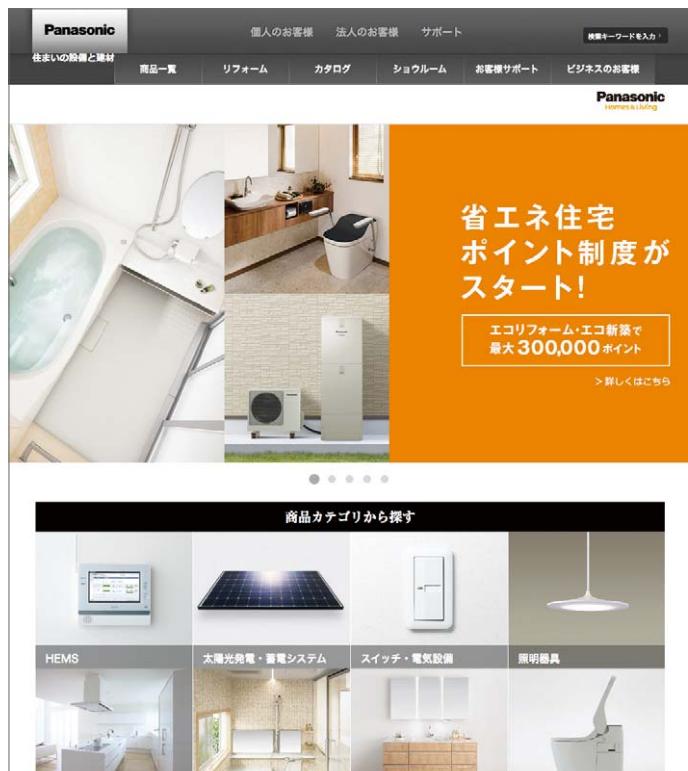 Panasonic
個人のお客様 法人のお客様 サポート
検索キーワードを入力
住まいの設備と建材
商品一覧 リフォーム カタログ ショウルーム お客様サポート ビジネスのお客様
Panasonic
Homes & Living
省エネ住宅
ポイント制度が
スタート!
エコリフォーム・エコ新築で
最大300,000ポイント
>詳しくはこちら
商品カテゴリから探す
HEMS 太陽光発電・蓄電システム スイッチ・電気設備 照明器具